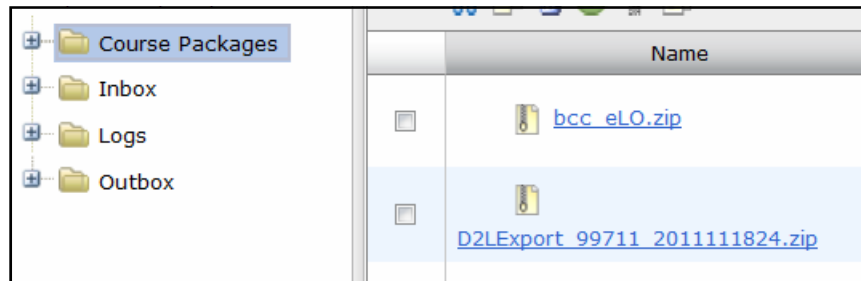 Course Packages
Inbox
Logs
Outbox
Name
bcc_eLO.zip
D2LExport_99711_2011111824.zip